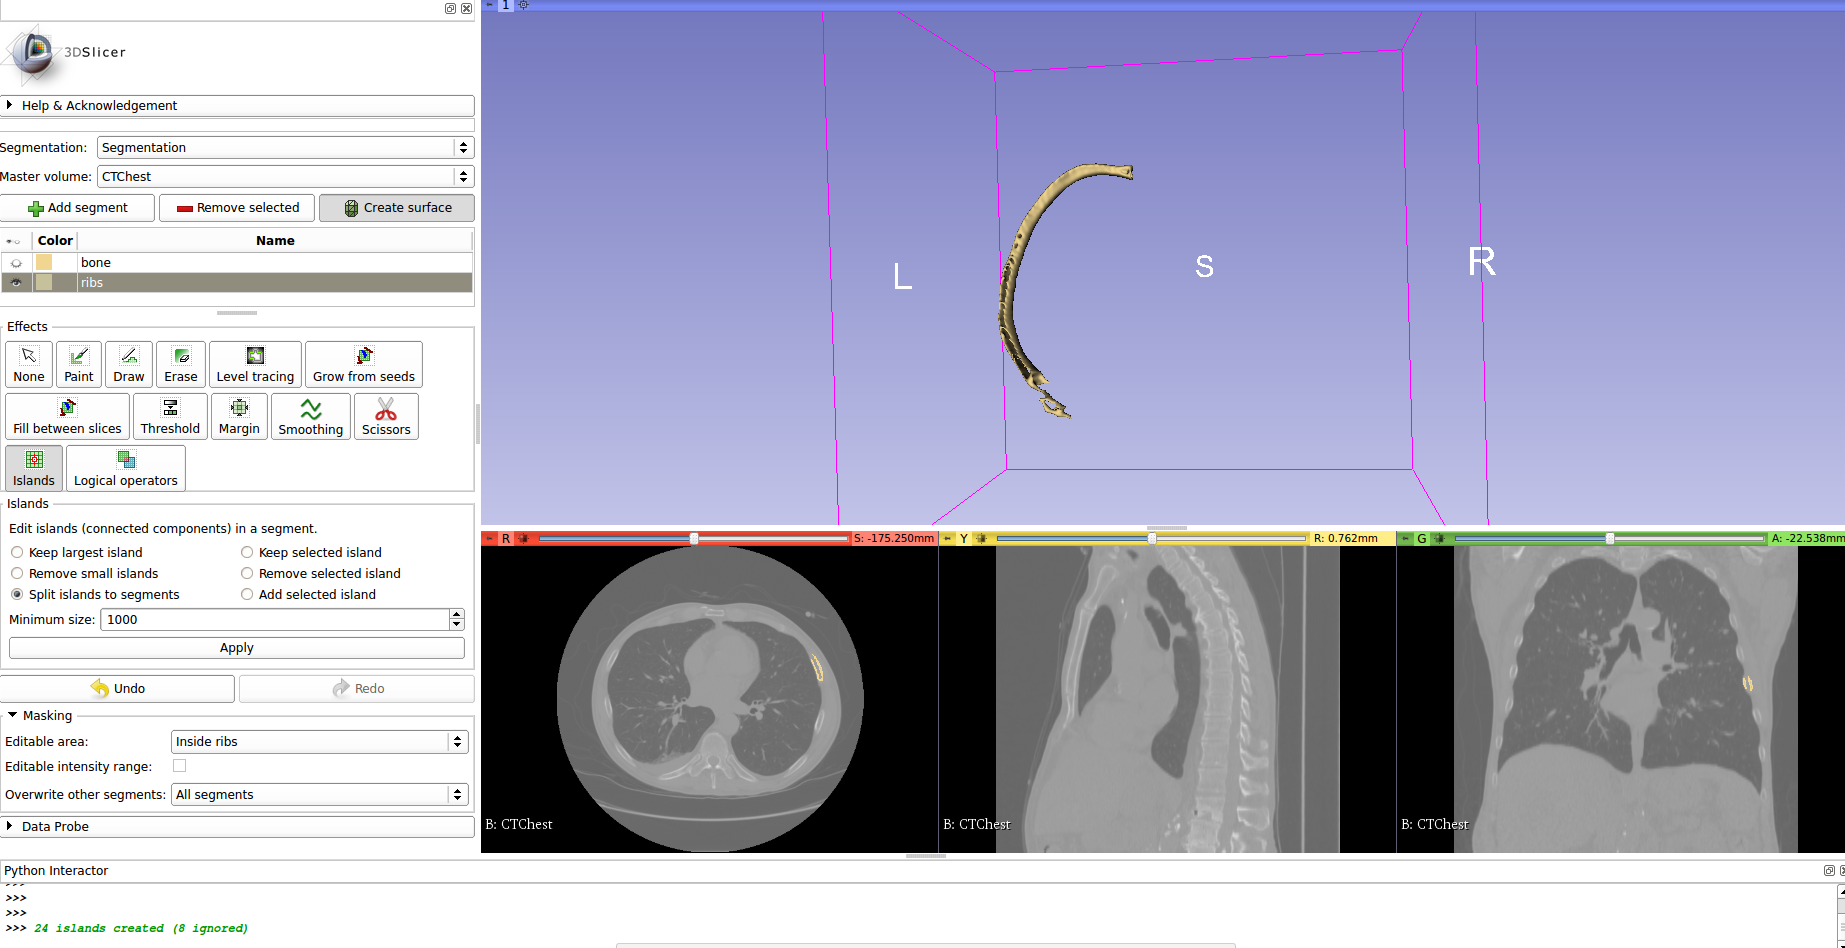 1
3DSlicer
Help & Acknowledgement
Segmentation: Segmentation
Master volume: CTChest
Add segment Remove selected Create surface
Color Name
bone
ribs
Effects
None Paint Draw Erase Level tracing Grow from seeds
Fill between slices Threshold Margin Smoothing Scissors
Islands Logical operators
Islands
Edit islands (connected components) in a segment.
Keep largest island Keep selected island
Remove small islands Remove selected island
Split islands to segments Add selected island
Minimum size: 1000
Apply
Undo Redo
Masking
Editable area: Inside ribs
Editable intensity range:
Overwrite other segments: All segments
Data Probe
L S R
R S: -175.250mm
Y R: 0.762mm
G A: -22.538mm
B: CTChest
B: CTChest
B: CTChest
Python Interactor
>>>
>>>
>>>
>>> 24 islands created (8 ignored)